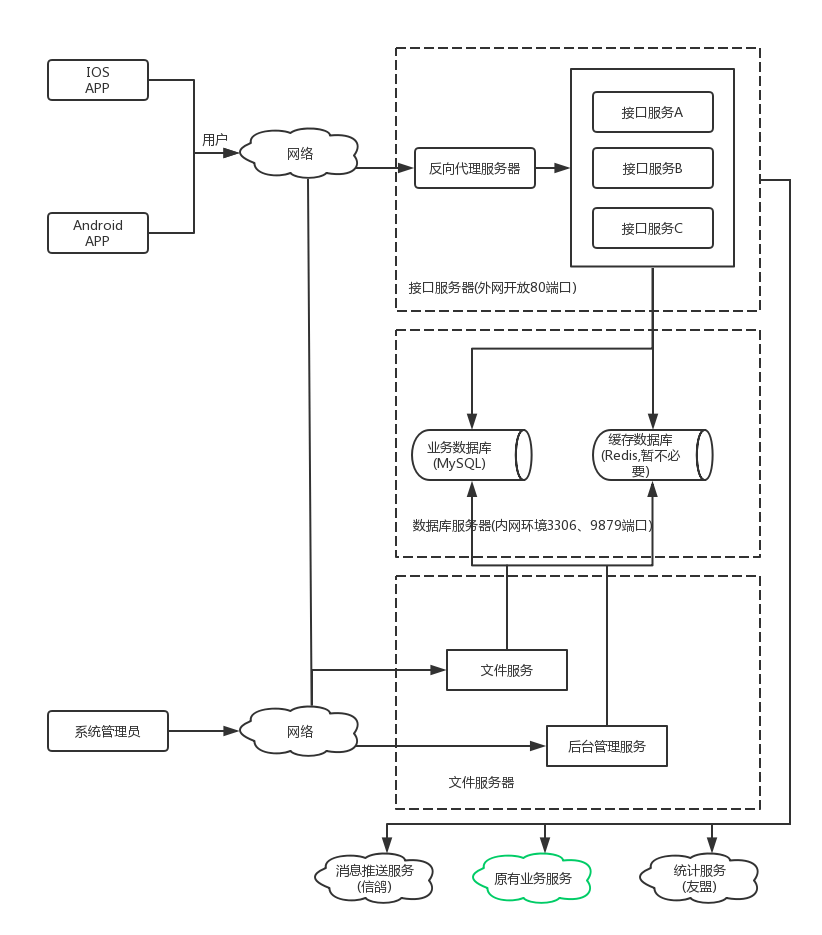 IOS
APP
用户
网络
Android
APP
反向代理服务器
接口服务A
接口服务B
接口服务C
接口服务器(外网开放80端口)
业务数据库
(MySQL)
缓存数据库
(Redis,暂不必
要)
数据库服务器(内网环境3306、9879端口)
文件服务
系统管理员
网络
后台管理服务
文件服务器
消息推送服务
(信鸽)
原有业务服务
统计服务
(友盟)